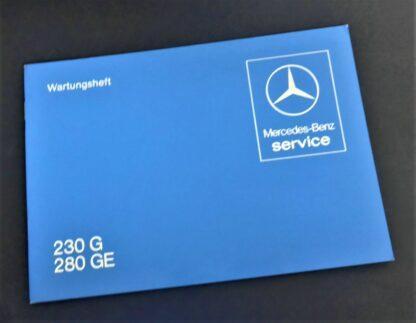 Wartungsheft
Mercedes-Benz
service
230 G
280 GE